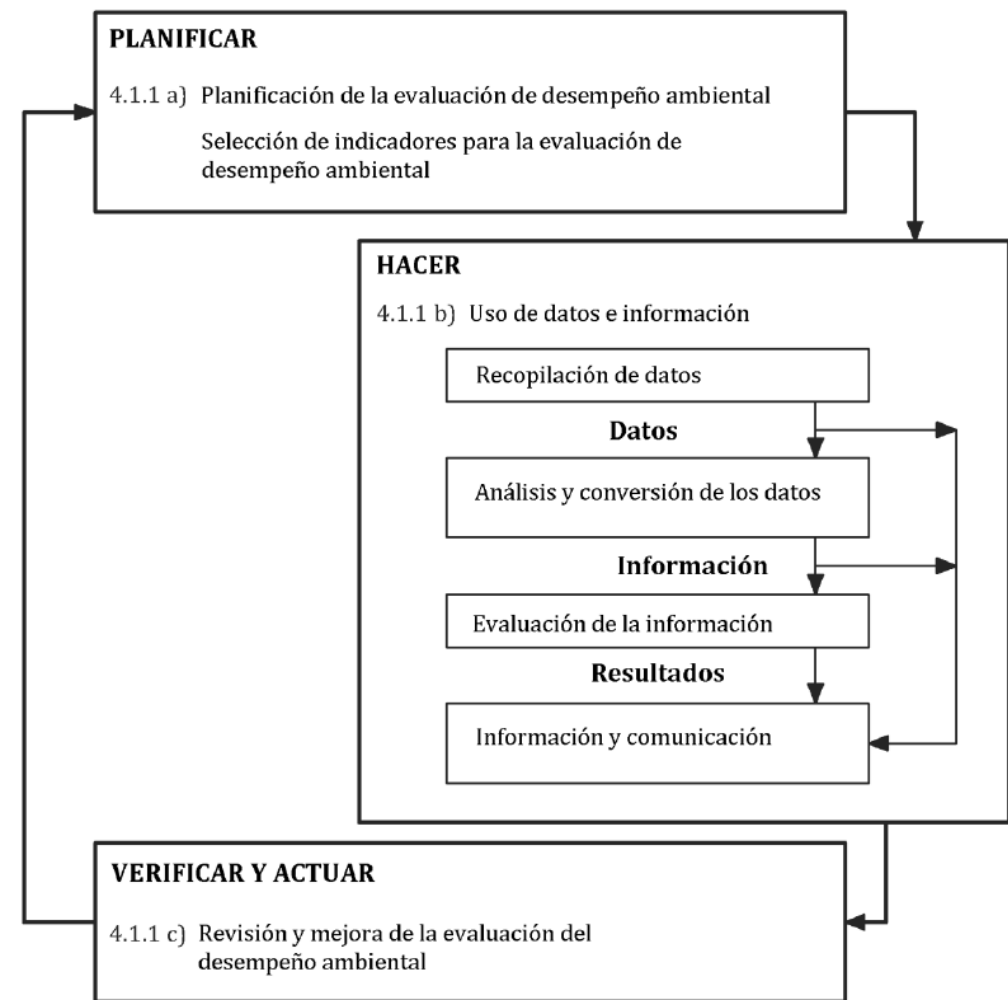 PLANIFICAR
4.1.1 a) Planificación de la evaluación de desempeño ambiental
Selección de indicadores para la evaluación de
desempeño ambiental
HACER
4.1.1 b) Uso de datos e información
Recopilación de datos
Datos
Análisis y conversión de los datos
Información
Evaluación de la información
Resultados
Información y comunicación
VERIFICAR Y ACTUAR
4.1.1 c) Revisión y mejora de la evaluación del
desempeño ambiental